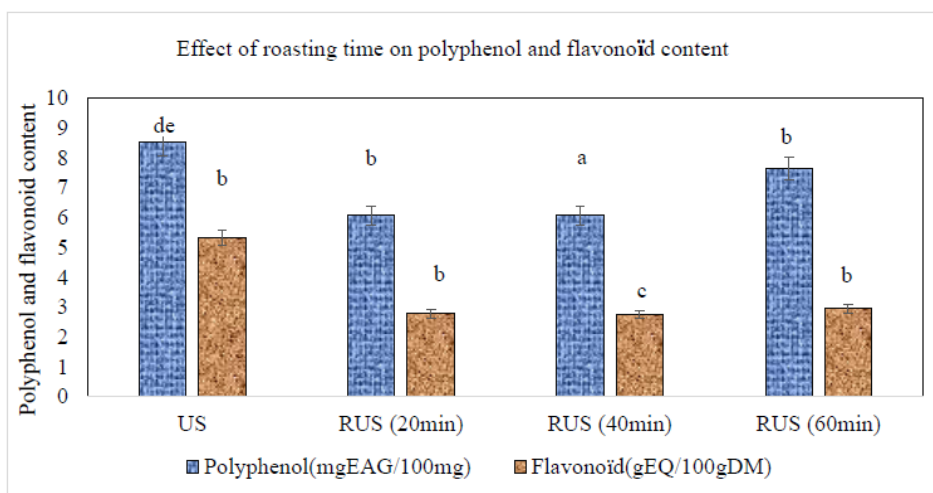 Effect of roasting time on polyphenol and flavonoïd content
Polyphenol and flavonoid content
10
9
8
7
6
5
4
3
2
1
0
de
b
b
b
a
c
b
b
US
RUS (20min)
RUS (40min)
RUS (60min)
Polyphenol(mgEAG/100mg)
Flavonoïd(gEQ/100gDM)